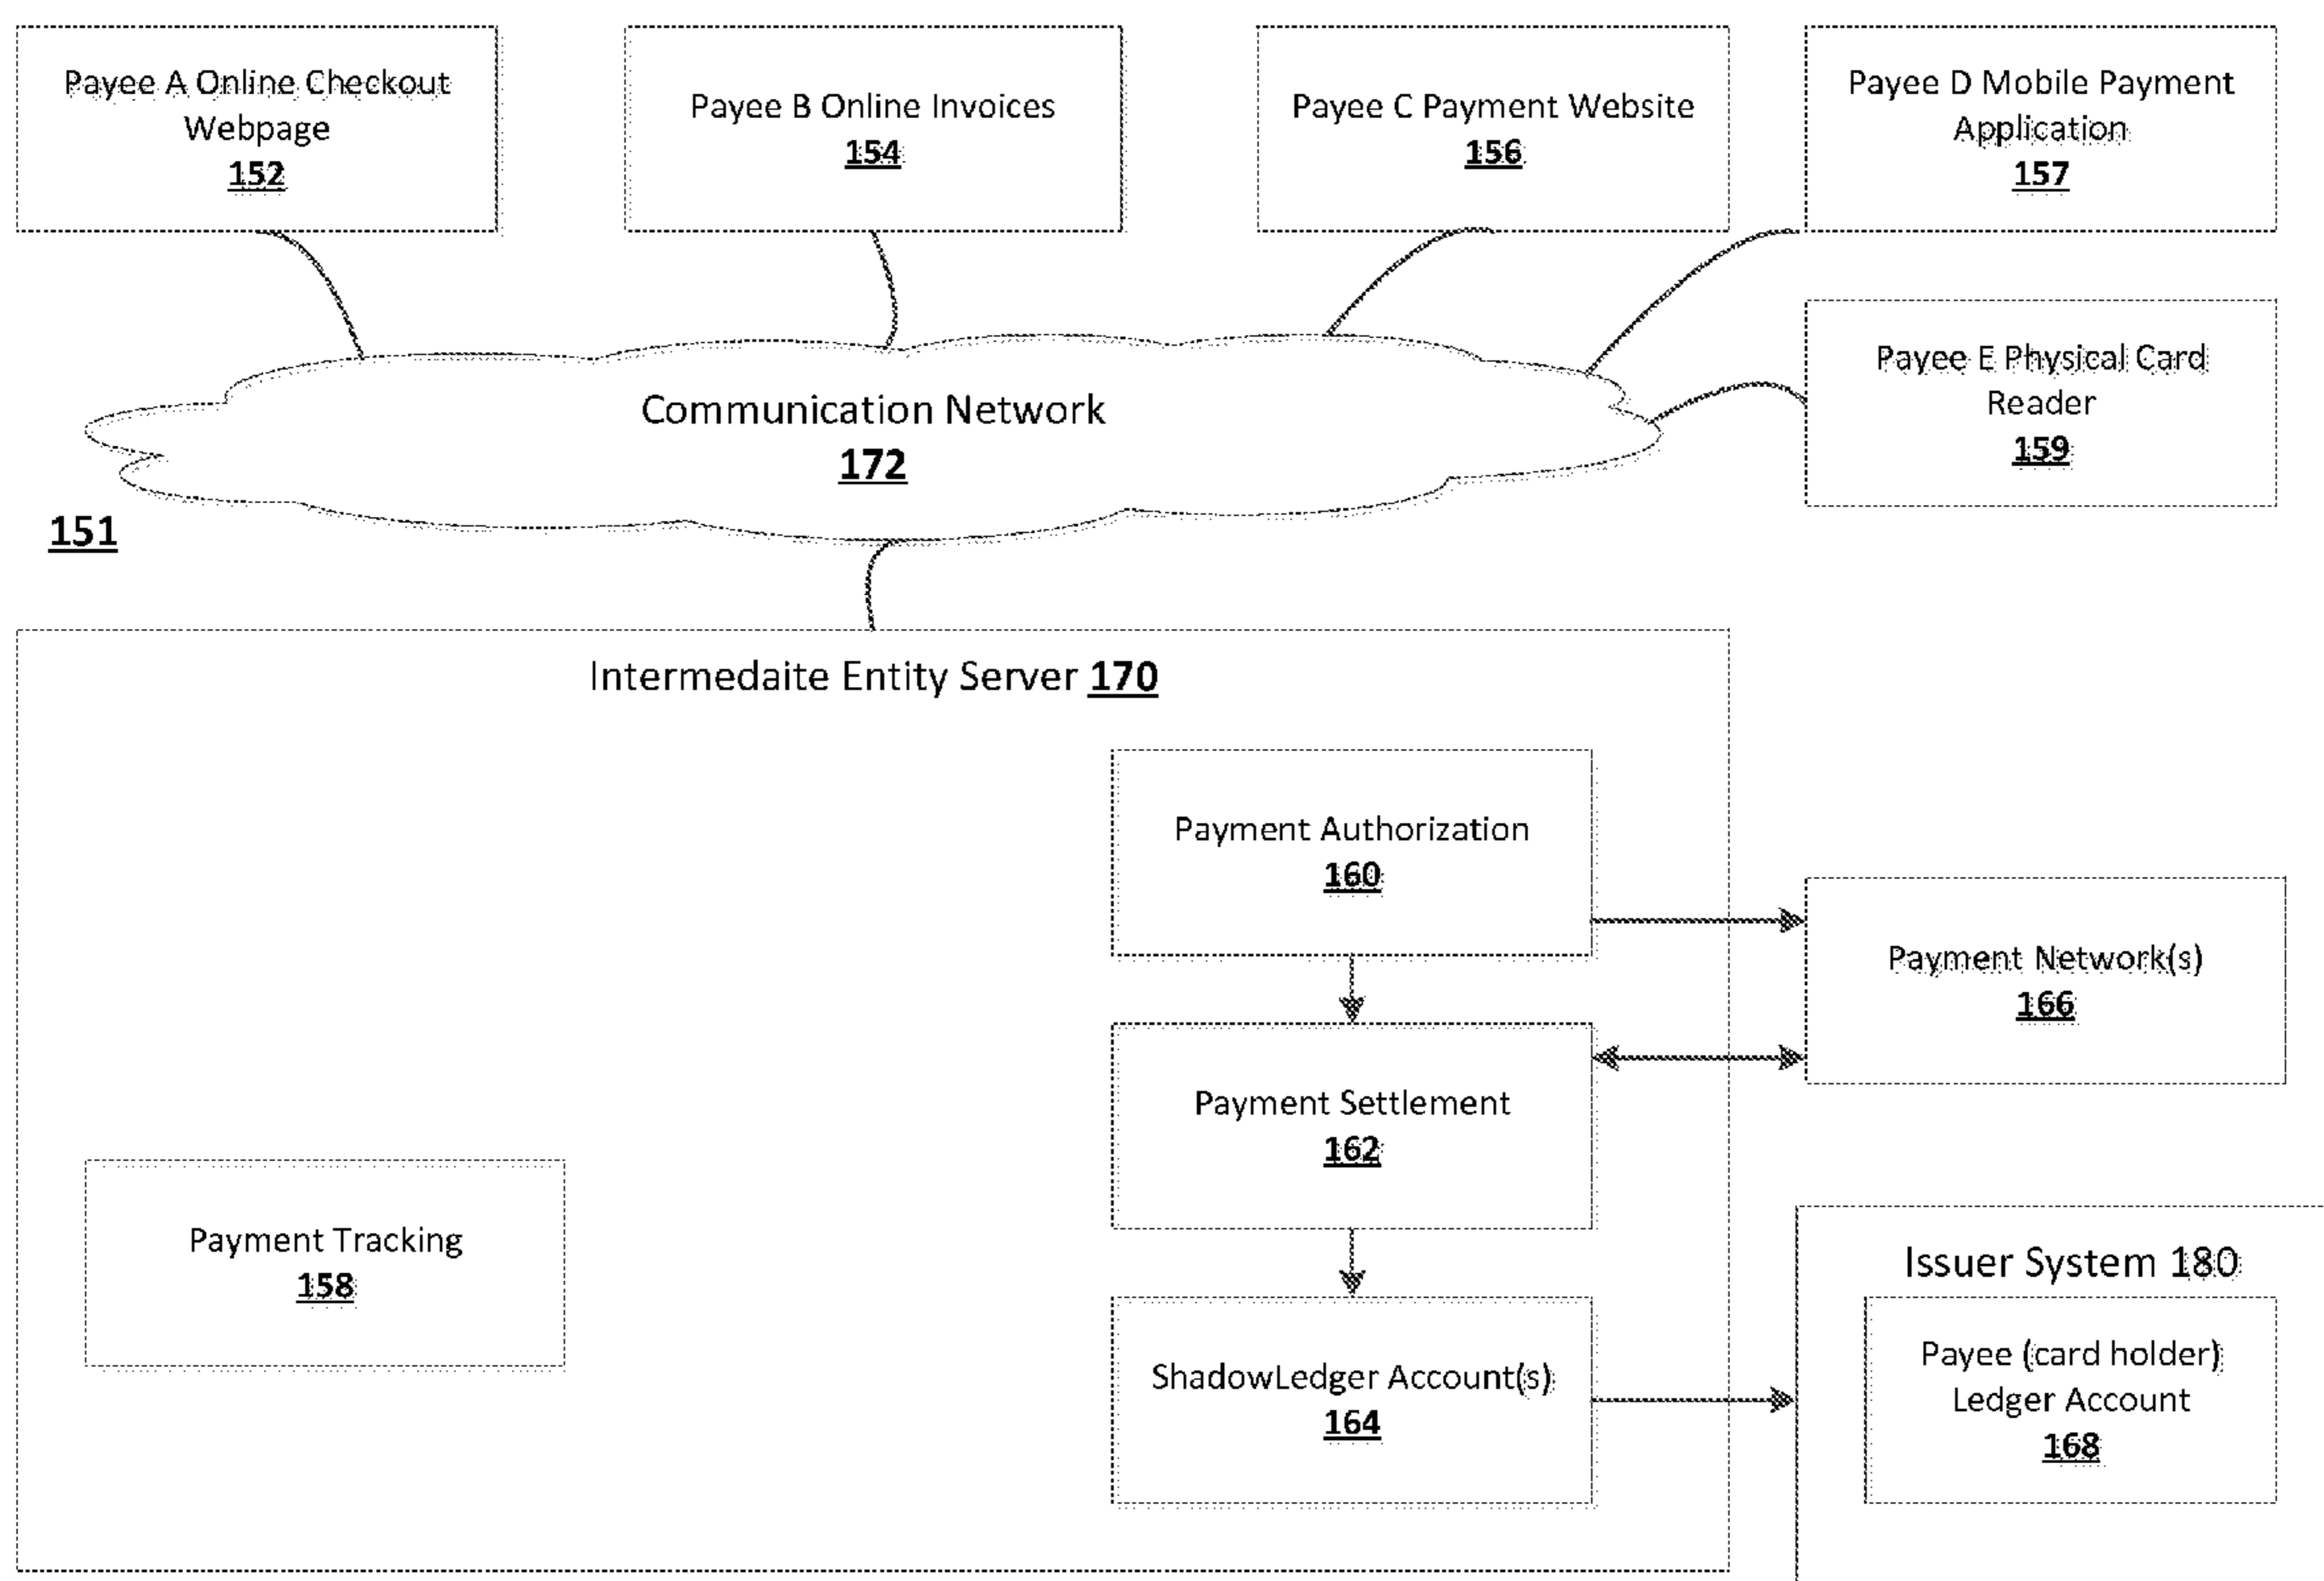 Payee A Online Checkout
Webpage
152
Payee B Online Invoices
154
Payee C Payment Website
156
Payee D Mobile Payment
Application
157
Payee E Physical Card
Reader
159
Communication Network
172
151
Intermedaite Entity Server 170
Payment Authorization
160
Payment Network(s)
166
Payment Settlement
162
Payment Tracking
158
Issuer System 180
ShadowLedger Account(s)
164
Payee (card holder)
Ledger Account
168